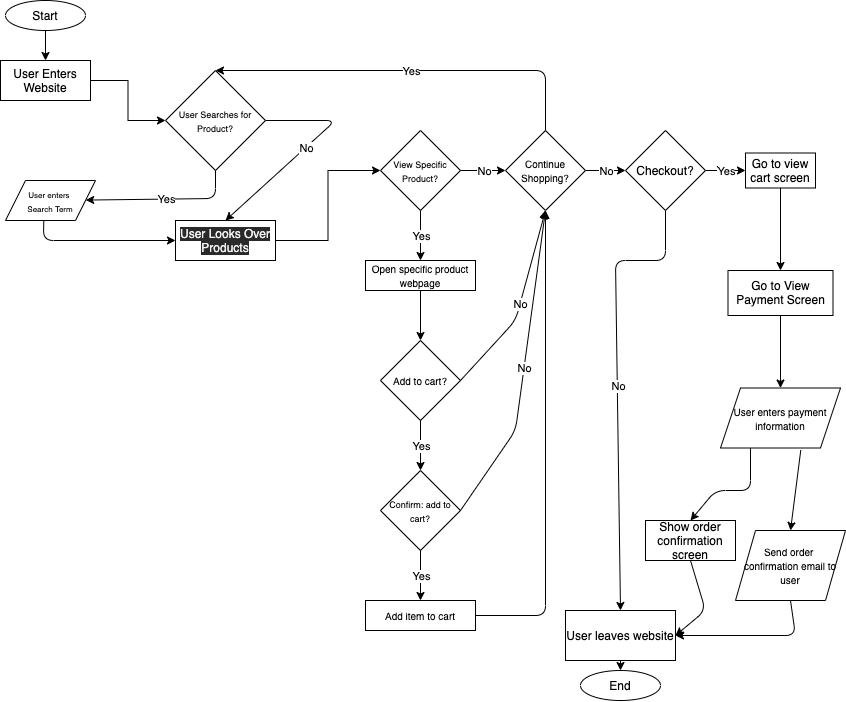 Start
User Enters
Website
Yes
User Searches for
Product?
No
View Specific
Product?
No
Continue
Shopping?
No
Checkout?
Yes
Go to view
cart screen
User enters
Search Term
Yes
User Looks Over
Products
Yes
Open specific product
webpage
Go to View
Payment Screen
No
Add to cart?
No
No
User enters payment
information
Yes
Confirm: add to
cart?
Show order
confirmation
screen
Send order
confirmation email to
user
Yes
Add item to cart
User leaves website
End